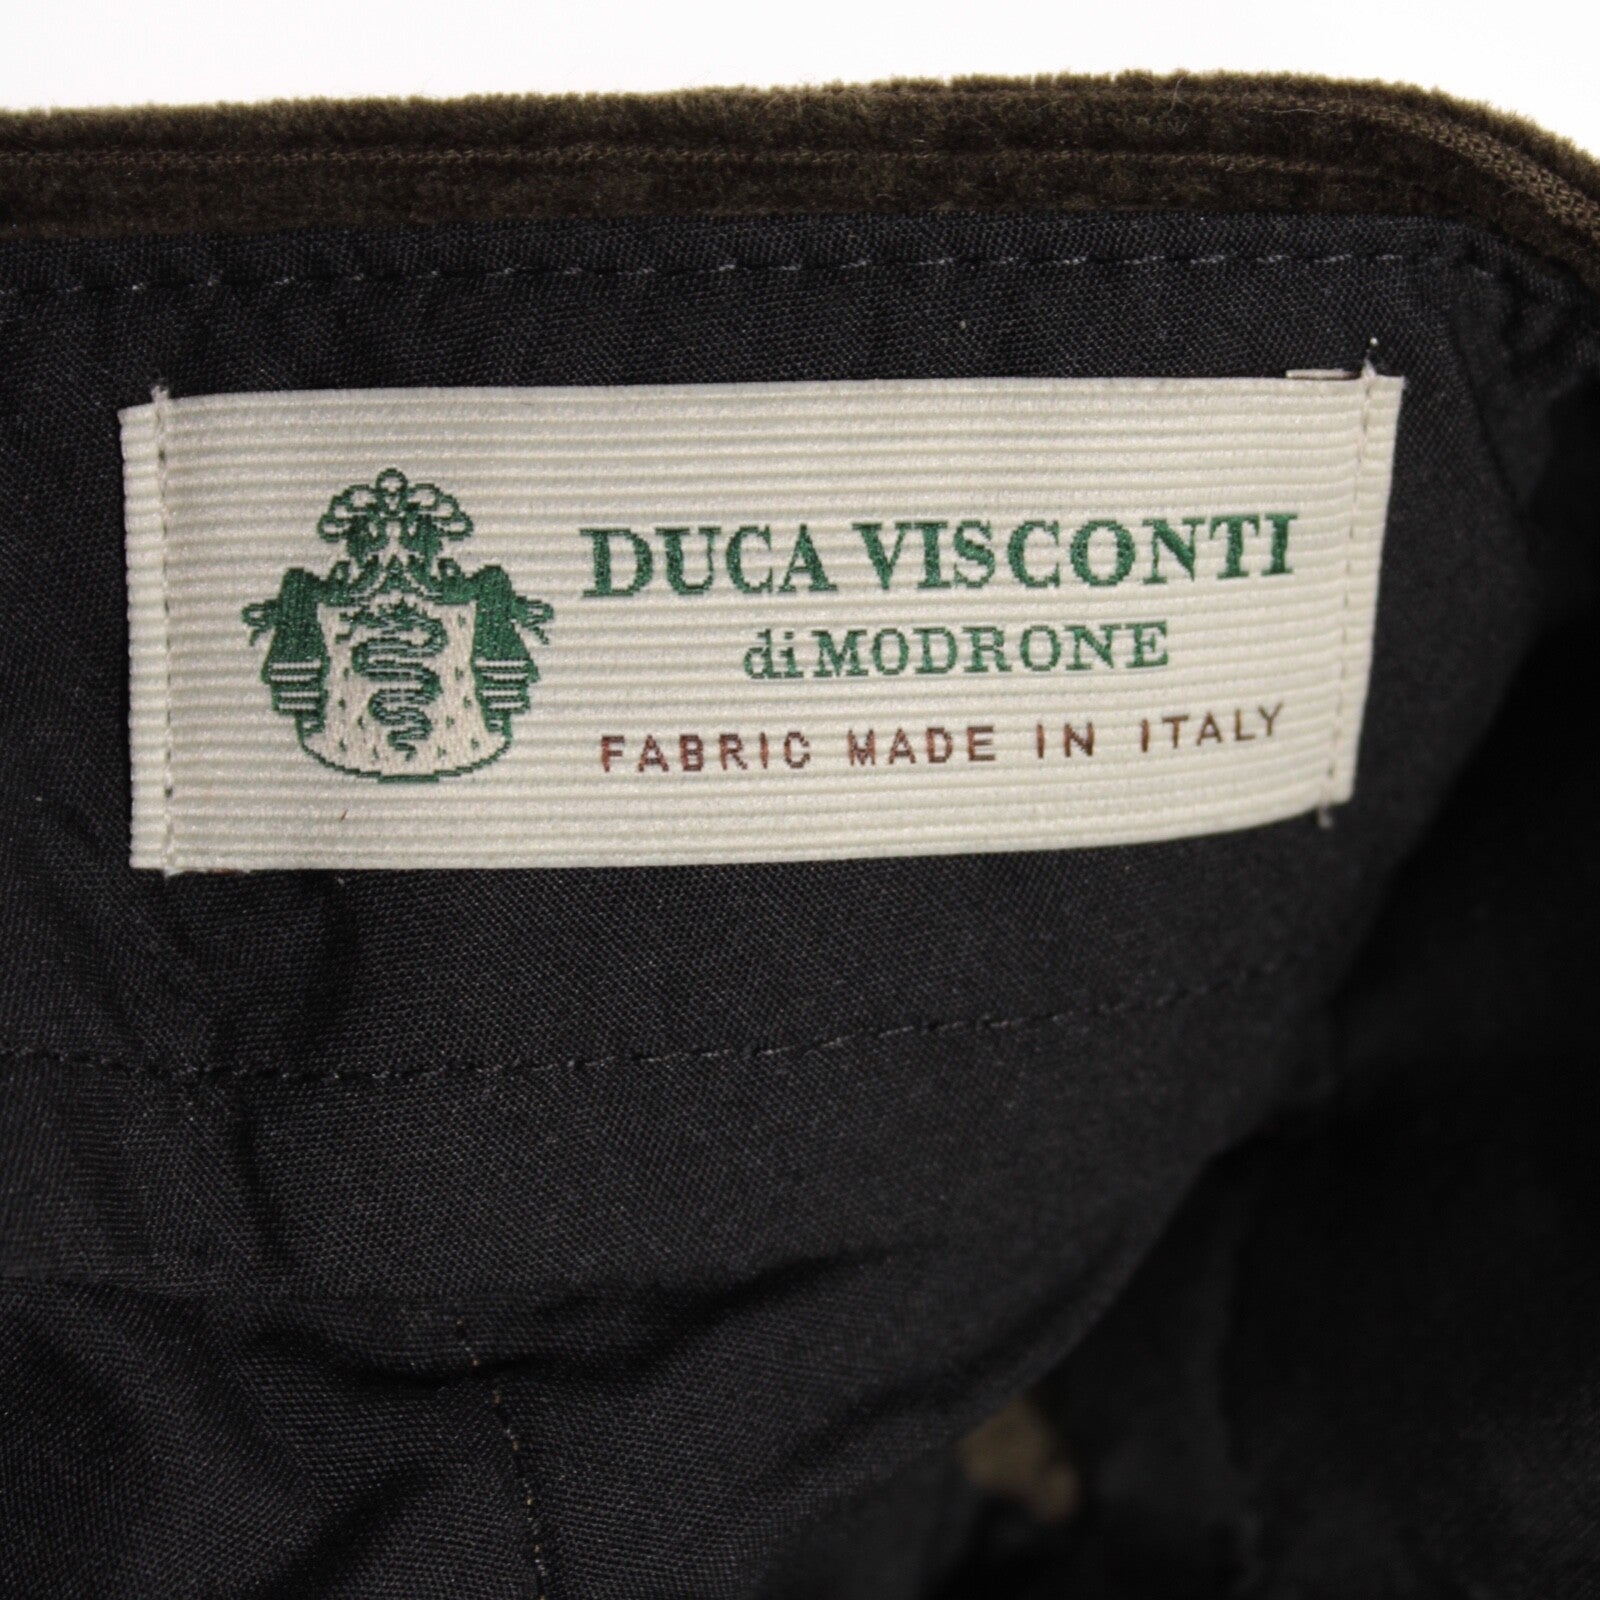 DUCA VISCONTI
di MODRONE
FABRIC MADE IN ITALY